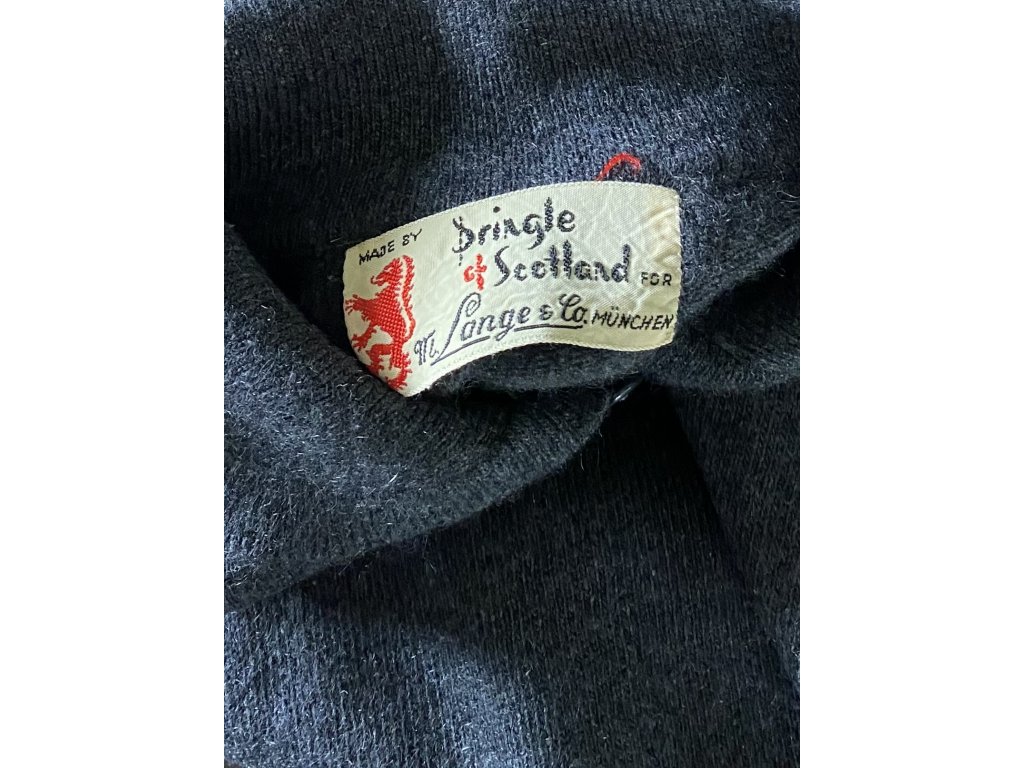 MADE BY
Pringle
of Scotland FOR
M. Lange & Co. MÜNCHEN